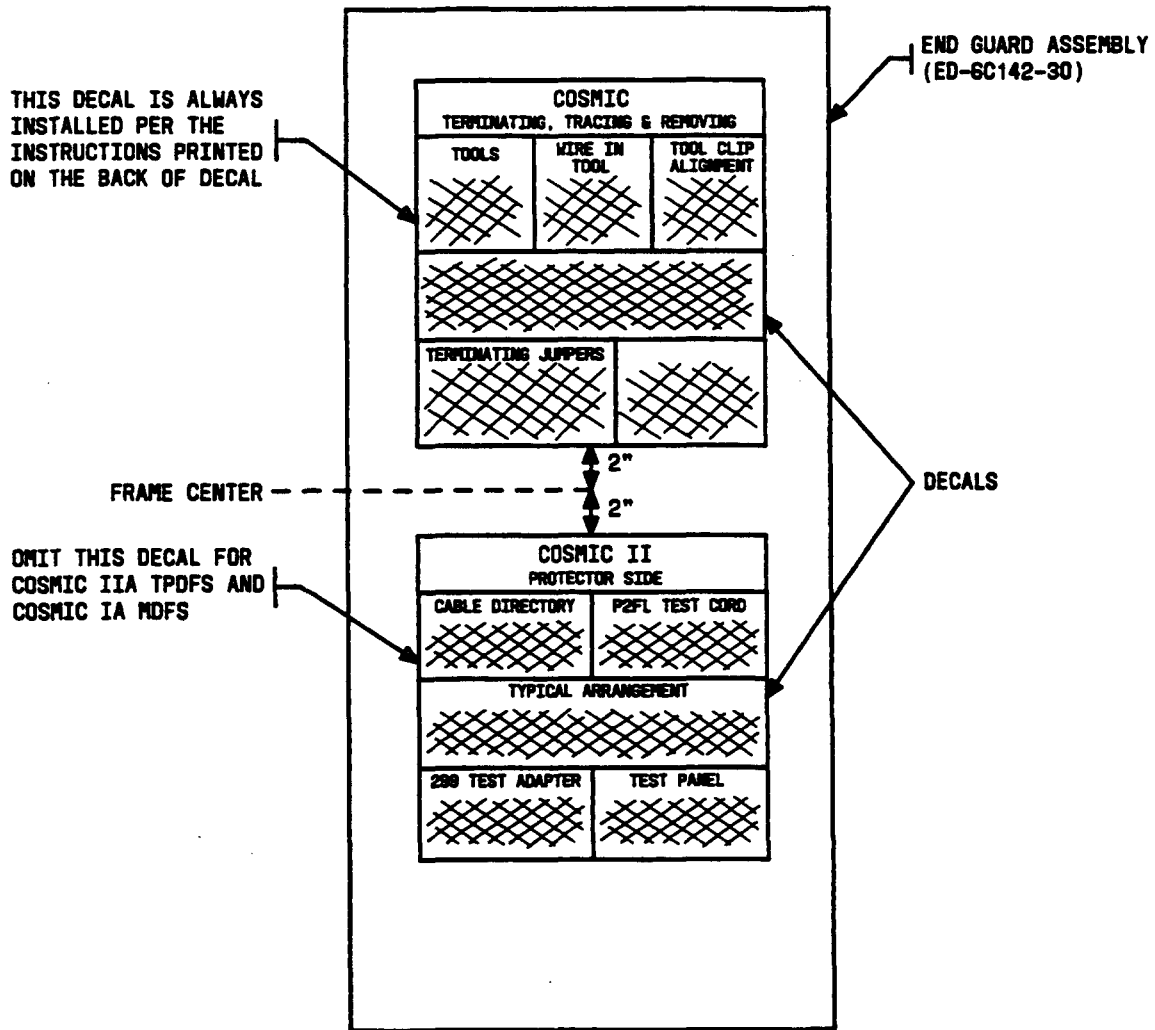 END GUARD ASSEMBLY
(ED-6C142-30)
THIS DECAL IS ALWAYS
INSTALLED PER THE
INSTRUCTIONS PRINTED
ON THE BACK OF DECAL
COSMIC
TERMINATING, TRACING & REMOVING
TOOLS
WIRE IN
TOOL
TOOL CLIP
ALIGNMENT
TERMINATING JUMPERS
2"
FRAME CENTER
2"
DECALS
OMIT THIS DECAL FOR
COSMIC IIA TPDFS AND
COSMIC IA MDFS
COSMIC II
PROTECTOR SIDE
CABLE DIRECTORY
P2FL TEST CORD
TYPICAL ARRANGEMENT
289 TEST ADAPTER
TEST PANEL